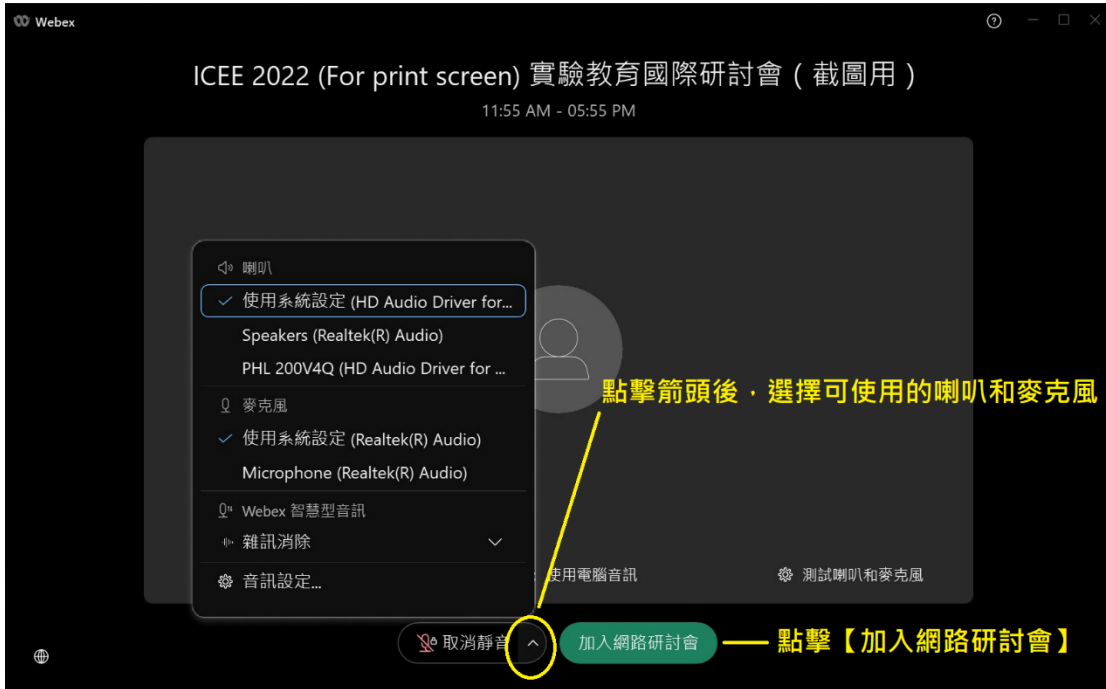 Webex
ICEE 2022 (For print screen) 實驗教育國際研討會 ( 截圖用 )
11:55 AM - 05:55 PM
喇叭
使用系統設定 (HD Audio Driver for...
Speakers (Realtek(R) Audio)
PHL 200V4Q (HD Audio Driver for ...
點擊箭頭後，選擇可使用的喇叭和麥克風
麥克風
使用系統設定 (Realtek(R) Audio)
Microphone (Realtek(R) Audio)
Webex 智慧型音訊
雜訊消除
音訊設定...
使用電腦音訊
測試喇叭和麥克風
取消靜音
加入網路研討會
點擊【加入網路研討會】